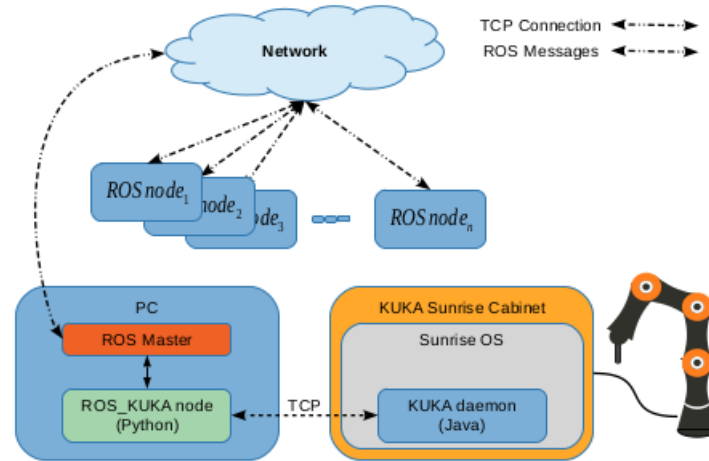 TCP Connection
ROS Messages
Network
ROS node1
node2
node3
ROS noden
PC
ROS Master
ROS_KUKA node
(Python)
TCP
KUKA Sunrise Cabinet
Sunrise OS
KUKA daemon
(Java)